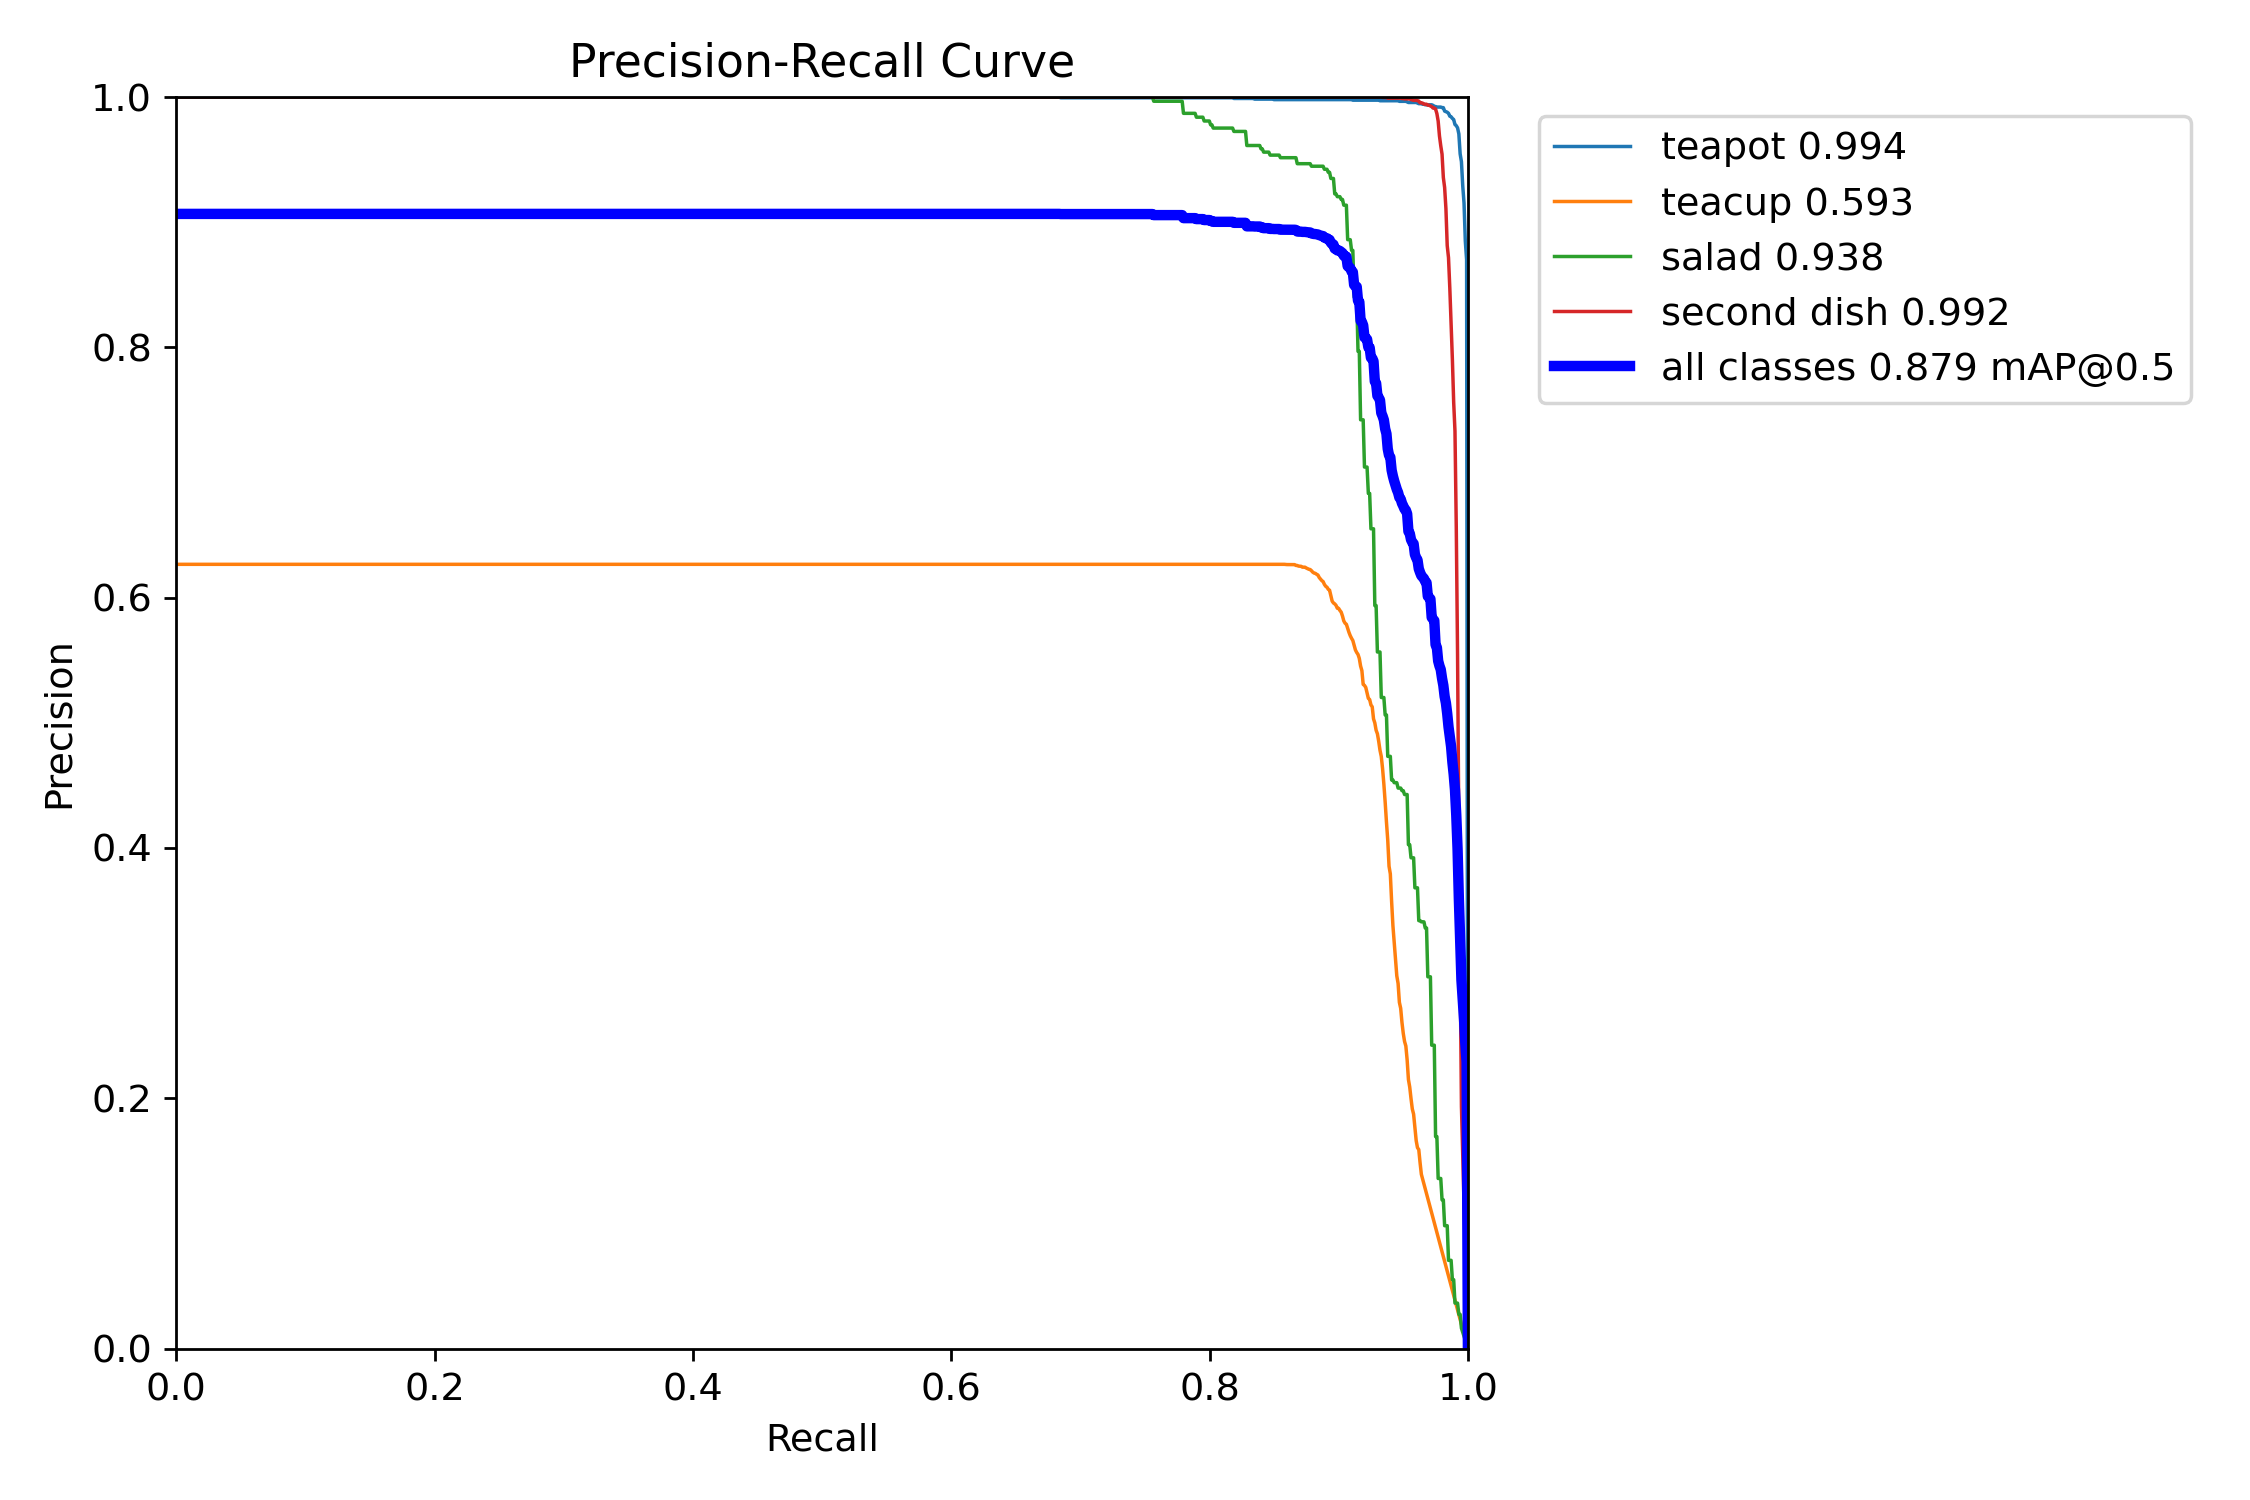 Precision-Recall Curve
1.0
0.8
0.6
0.4
0.2
0.0
Precision
0.0 0.2 0.4 0.6 0.8 1.0
Recall
teapot 0.994
teacup 0.593
salad 0.938
second dish 0.992
all classes 0.879 mAP@0.5